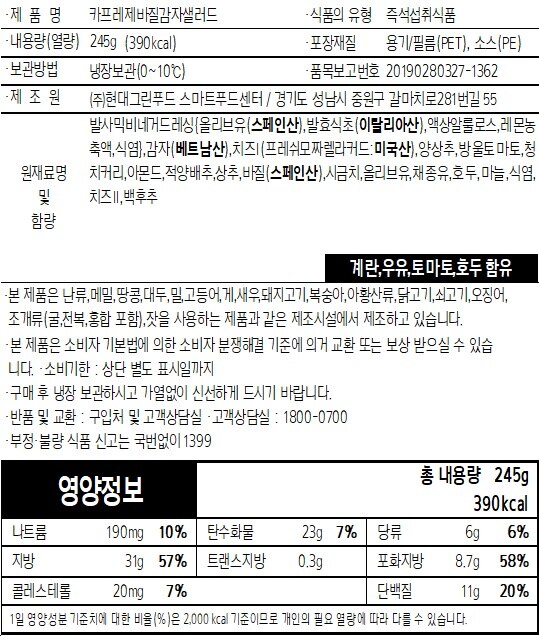 ·제 품 명 카프레제바질감자샐러드 ·식품의 유형 즉석섭취식품
·내용량(열량) 245g (390kcal) ·포장재질 용기/필름(PET), 소스(PE)
·보관방법 냉장보관(0~10℃) ·품목보고번호 20190280327-1362
·제 조 원 (주)현대그린푸드 스마트푸드센터 / 경기도 성남시 중원구 갈마치로281번길 55
원재료명 및 함량
발사믹비네거드레싱(올리브유(스페인산),발효식초(이탈리아산),액상알룰로스,레몬농
축액,식염),감자(베트남산),치즈I(프레쉬모짜렐라커드:미국산),양상추,방울토마토,청
치커리,아몬드,적양배추,상추,바질(스페인산),시금치,올리브유,채종유,호두,마늘,식염,
치즈II,백후추
계란,우유,토마토,호두 함유
·본 제품은 난류,메밀,땅콩,대두,밀,고등어,게,새우,돼지고기,복숭아,아황산류,닭고기,쇠고기,오징어,
조개류(굴,전복,홍합 포함),잣을 사용하는 제품과 같은 제조시설에서 제조하고 있습니다.
·본 제품은 소비자 기본법에 의한 소비자 분쟁해결 기준에 의거 교환 또는 보상 받으실 수 있습
니다. ·소비기한 : 상단 별도 표시일까지
·구매 후 냉장 보관하시고 가열없이 신선하게 드시기 바랍니다.
·반품 및 교환 : 구입처 및 고객상담실 ·고객상담실 : 1800-0700
·부정·불량 식품 신고는 국번없이 1399
영양정보
총 내용량 245g
390kcal
나트륨 190mg 10% 탄수화물 23g 7% 당류 6g 6%
지방 31g 57% 트랜스지방 0.3g 포화지방 8.7g 58%
콜레스테롤 20mg 7% 단백질 11g 20%
1일 영양성분 기준치에 대한 비율(%)은 2,000 kcal 기준이므로 개인의 필요 열량에 따라 다를 수 있습니다.